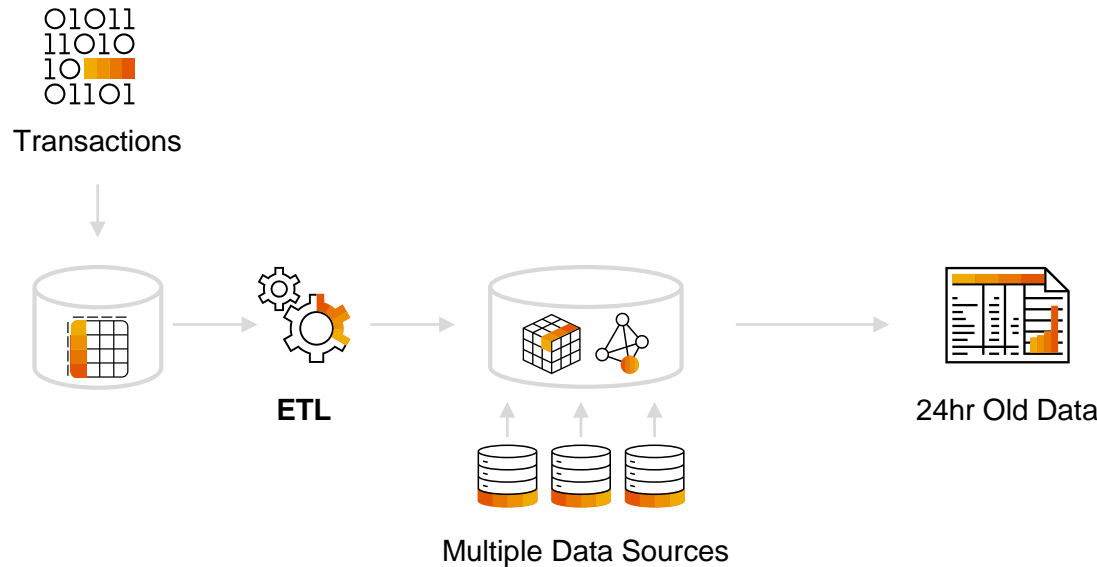 01011
11010
10
01101
Transactions
ETL
24hr Old Data
Multiple Data Sources